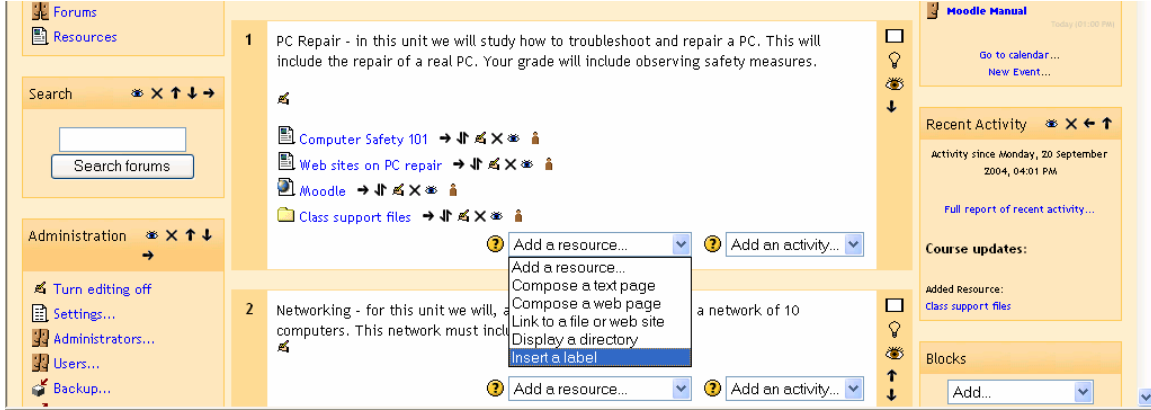 Forums
Resources
Search
Search forums
Administration
Turn editing off
Settings...
Administrators...
Users...
Backup...
1
PC Repair - in this unit we will study how to troubleshoot and repair a PC. This will
include the repair of a real PC. Your grade will include observing safety measures.
Computer Safety 101
Web sites on PC repair
Moodle
Class support files
? Add a resource...
? Add an activity...
Add a resource...
Compose a text page
Compose a web page
Link to a file or web site
Display a directory
Insert a label
2
Networking - for this unit we will, a a network of 10
computers. This network must incl
? Add a resource...
? Add an activity...
Moodle Manual
Today (01:00 PM)
Go to calendar...
New Event...
Recent Activity
Activity since Monday, 20 September
2004, 04:01 PM
Full report of recent activity...
Course updates:
Added Resource:
Class support files
Blocks
Add...